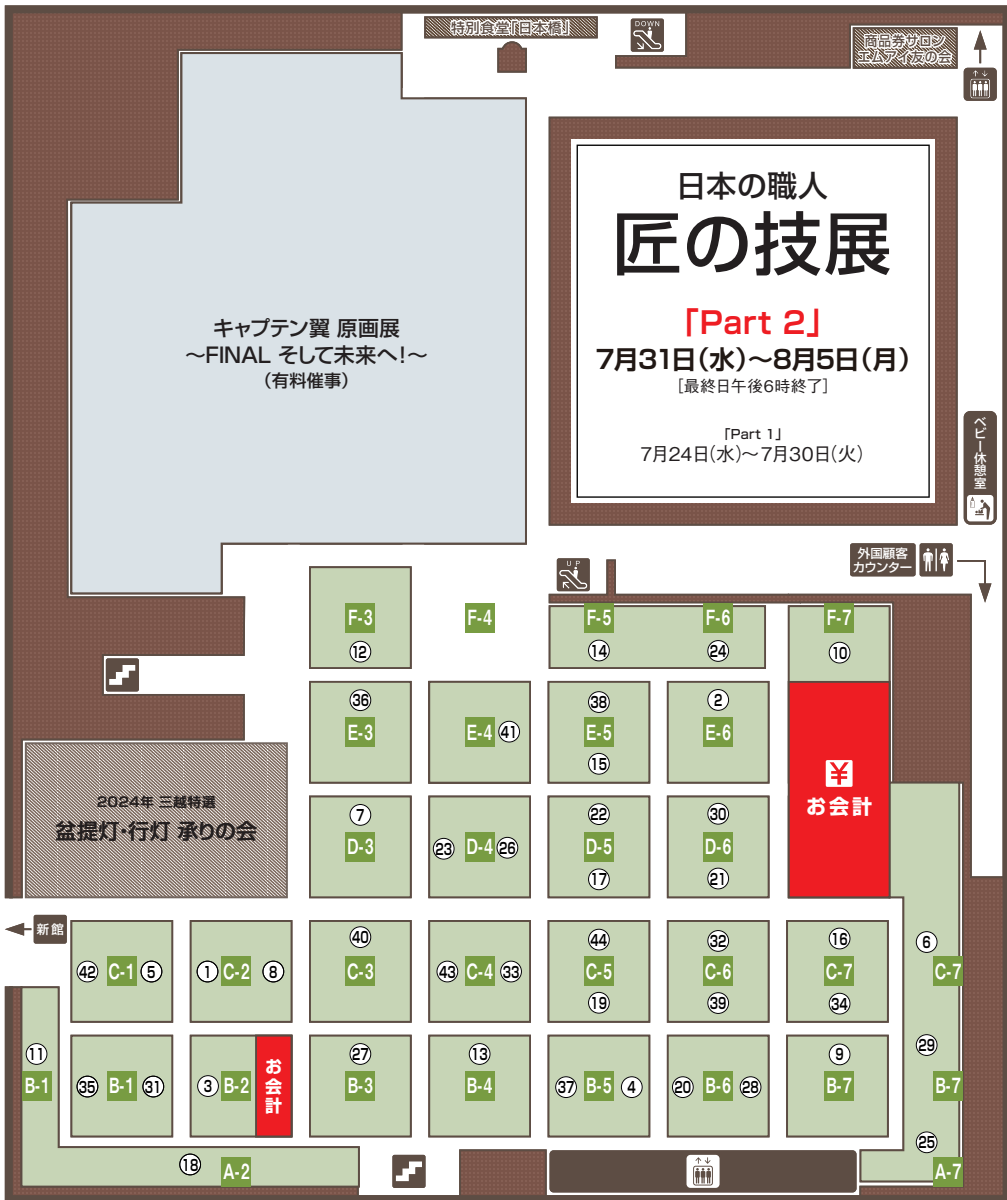 特別食堂「日本橋」
DOWN
商品券サロン
エムアイ友の会
日本の職人
匠の技展
「Part 2」
7月31日(水)~8月5日(月)
[最終日午後6時終了]
「Part 1」
7月24日(水)~7月30日(火)
キャプテン翼 原画展
~FINAL そして未来へ!~
(有料催事)
ベビー休憩室
外国顧客
カウンター
UP
F-3
⑫
F-4
F-5
⑭
F-6
㉔
F-7
⑩
㊱
E-3
E-4 ㊶
㊳
E-5
⑮
②
E-6
¥
お会計
2024年 三越特選
盆提灯・行灯 承りの会
⑦
D-3
㉓ D-4 ㉖
㉒
D-5
⑰
㉚
D-6
㉑
新館
㊷ C-1 ⑤
① C-2 ⑧
㊵
C-3
㊸ C-4 ㉝
㊹
C-5
⑲
㉜
C-6
㊴
⑯
C-7
㉞
⑥
C-7
⑪
B-1
㉟ B-1 ㉛
③ B-2
お会計
㉗
B-3
⑬
B-4
㊲ B-5 ④
⑳ B-6 ㉘
⑨
B-7
㉙
B-7
⑱ A-2
㉕
A-7